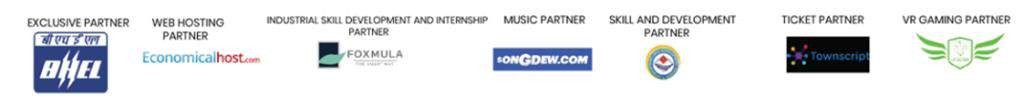 EXCLUSIVE PARTNER
बी एच ई एल
BHEL
WEB HOSTING
PARTNER
Economicalhost.com
INDUSTRIAL SKILL DEVELOPMENT AND INTERNSHIP
PARTNER
FOXMULA
MUSIC PARTNER
SONGDEW.COM
SKILL AND DEVELOPMENT
PARTNER
TICKET PARTNER
Townscript
VR GAMING PARTNER